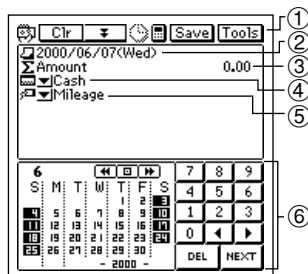 Clr Save Tools ①
2000/06/07(Wed) ②
Amount 0.00 ③
Cash ④
Mileage ⑤
6 7 8 9
S M T W T F S 4 5 6
1 2 3 1 2 3
4 5 6 7 8 9 10
11 12 13 14 15 16 17 0
18 19 20 21 22 23 24 ⑥
25 26 27 28 29 30 DEL NEXT
- 2000 -